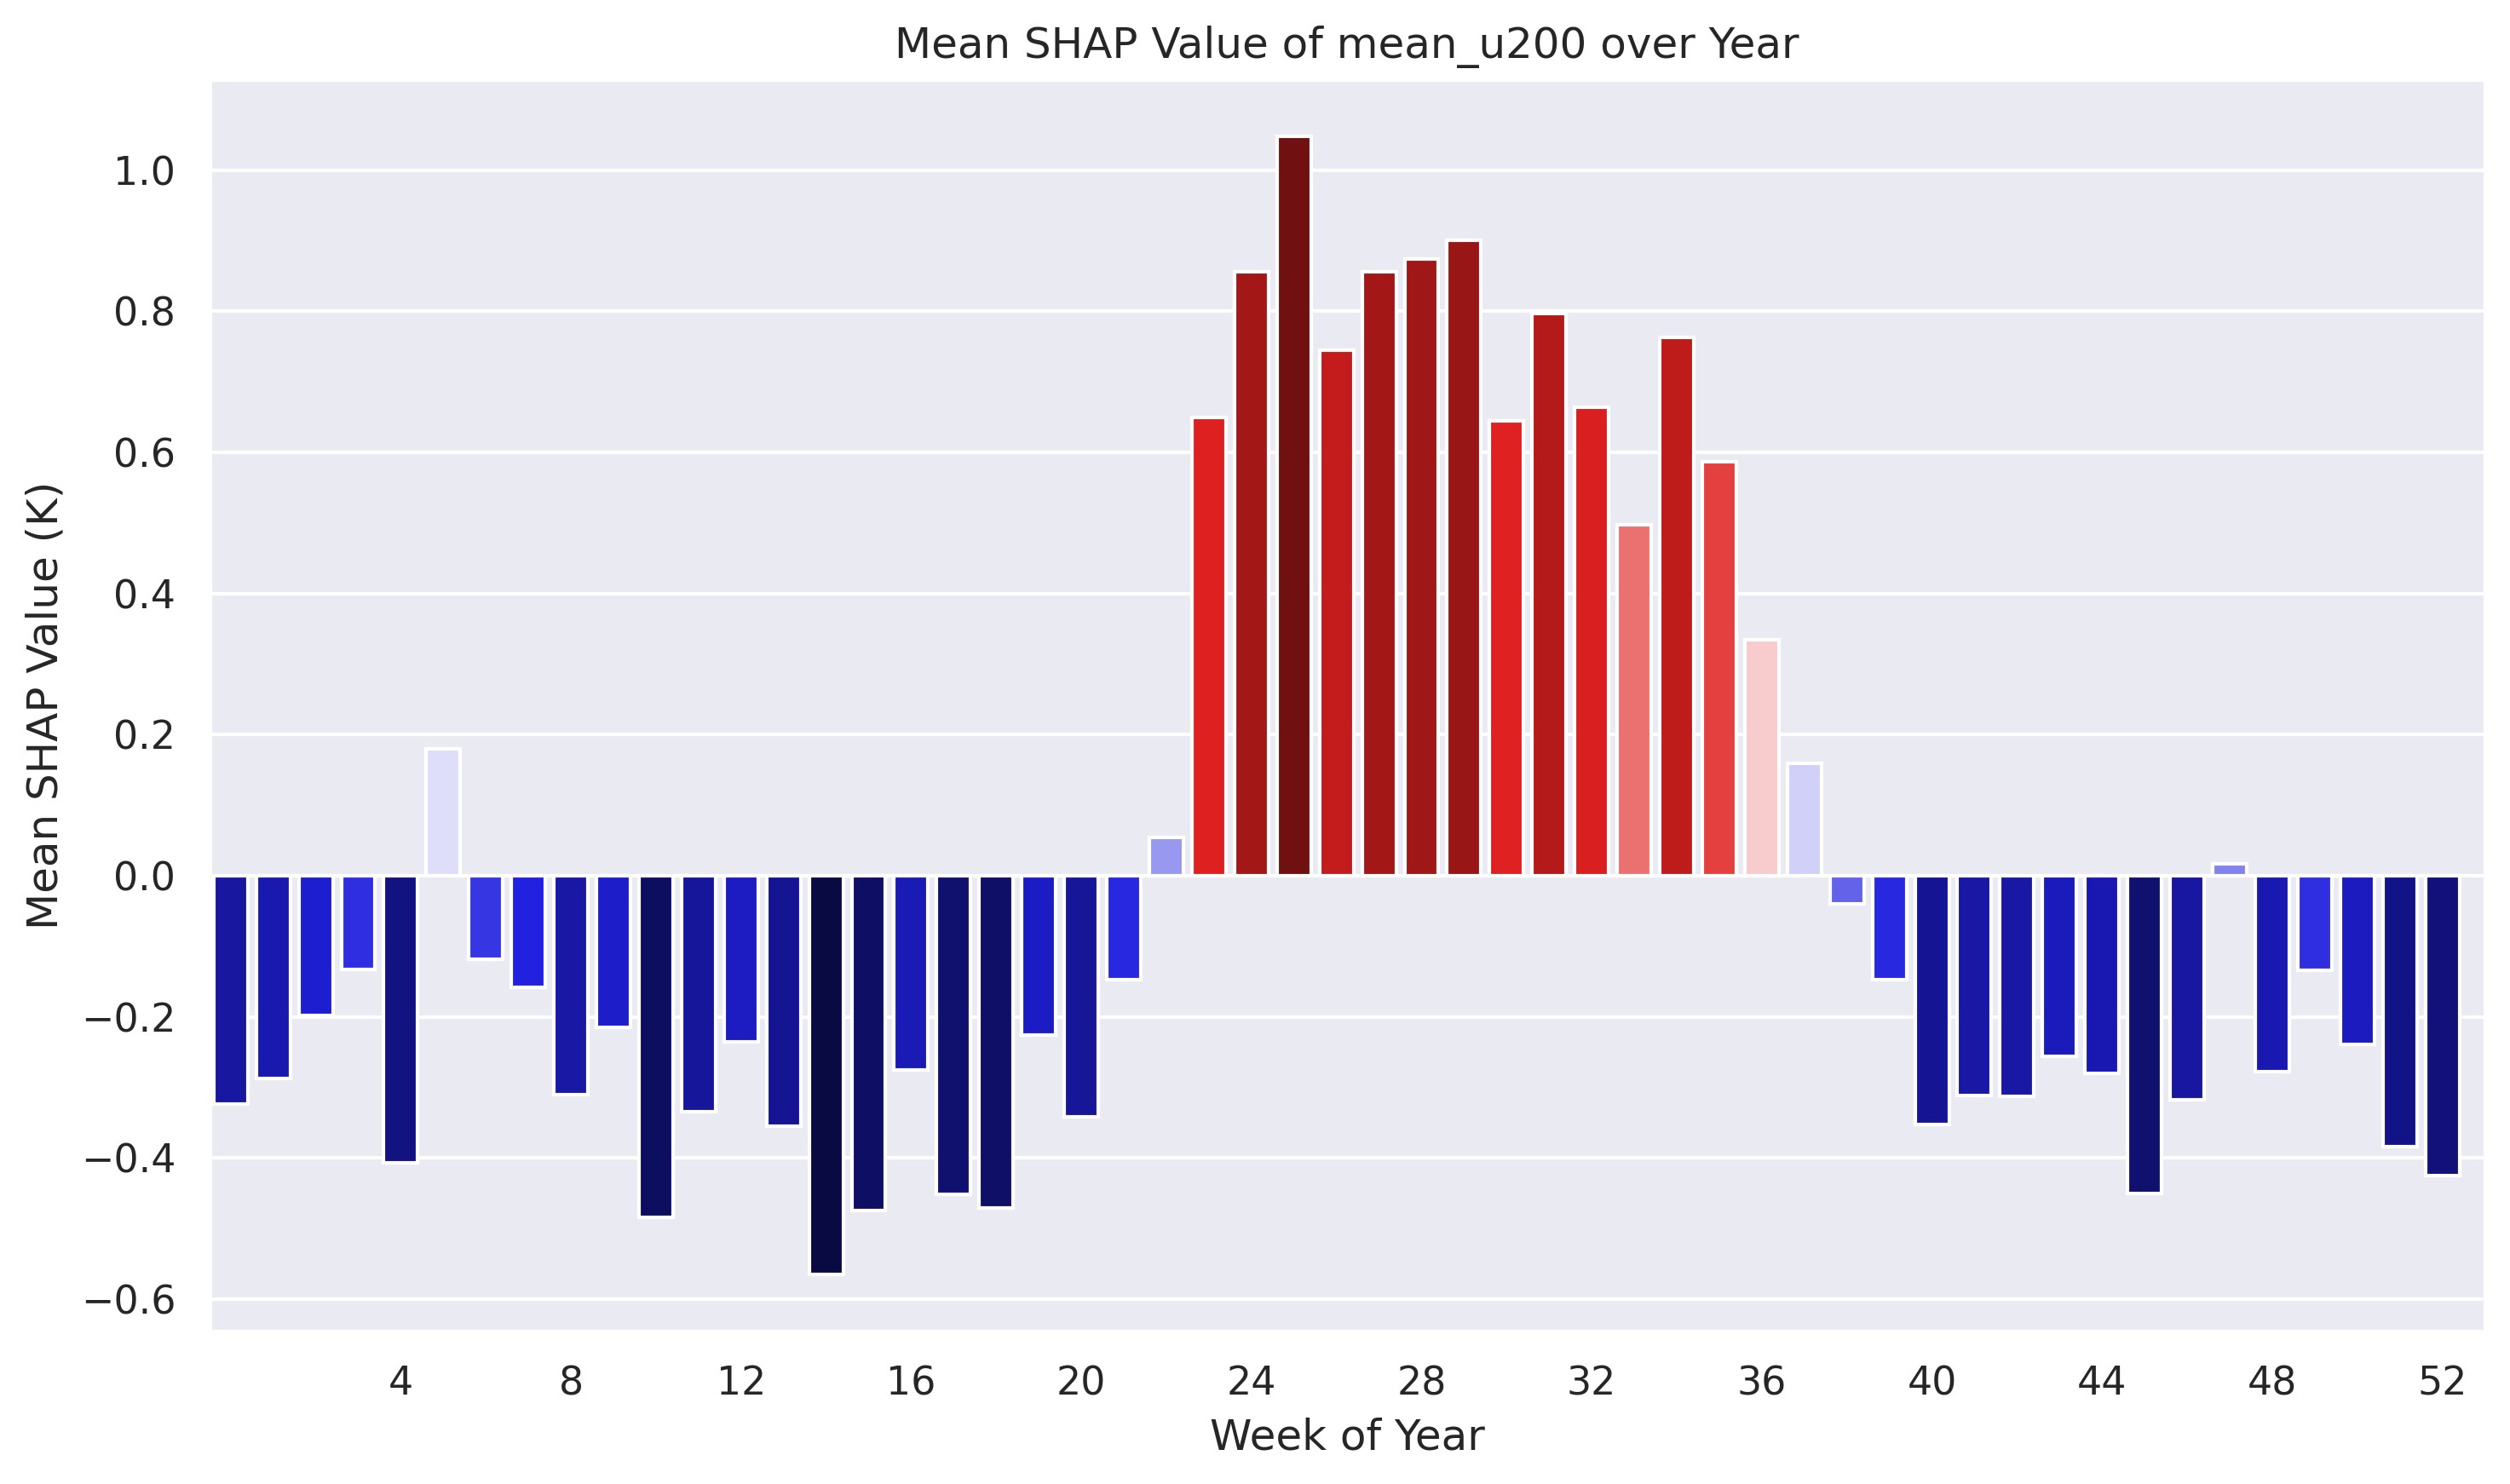 Mean SHAP Value of mean_u200 over Year
Mean SHAP Value (K)
1.0
0.8
0.6
0.4
0.2
0.0
−0.2
−0.4
−0.6
4 8 12 16 20 24 28 32 36 40 44 48 52
Week of Year